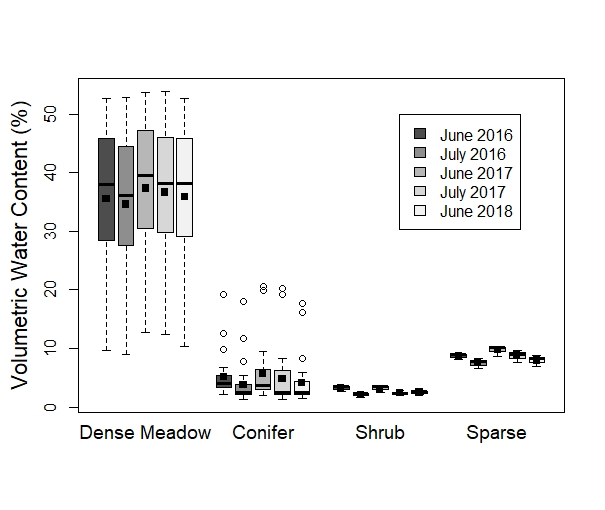 Volumetric Water Content (%)
50
40
30
20
10
0
June 2016
July 2016
June 2017
July 2017
June 2018
Dense Meadow Conifer Shrub Sparse